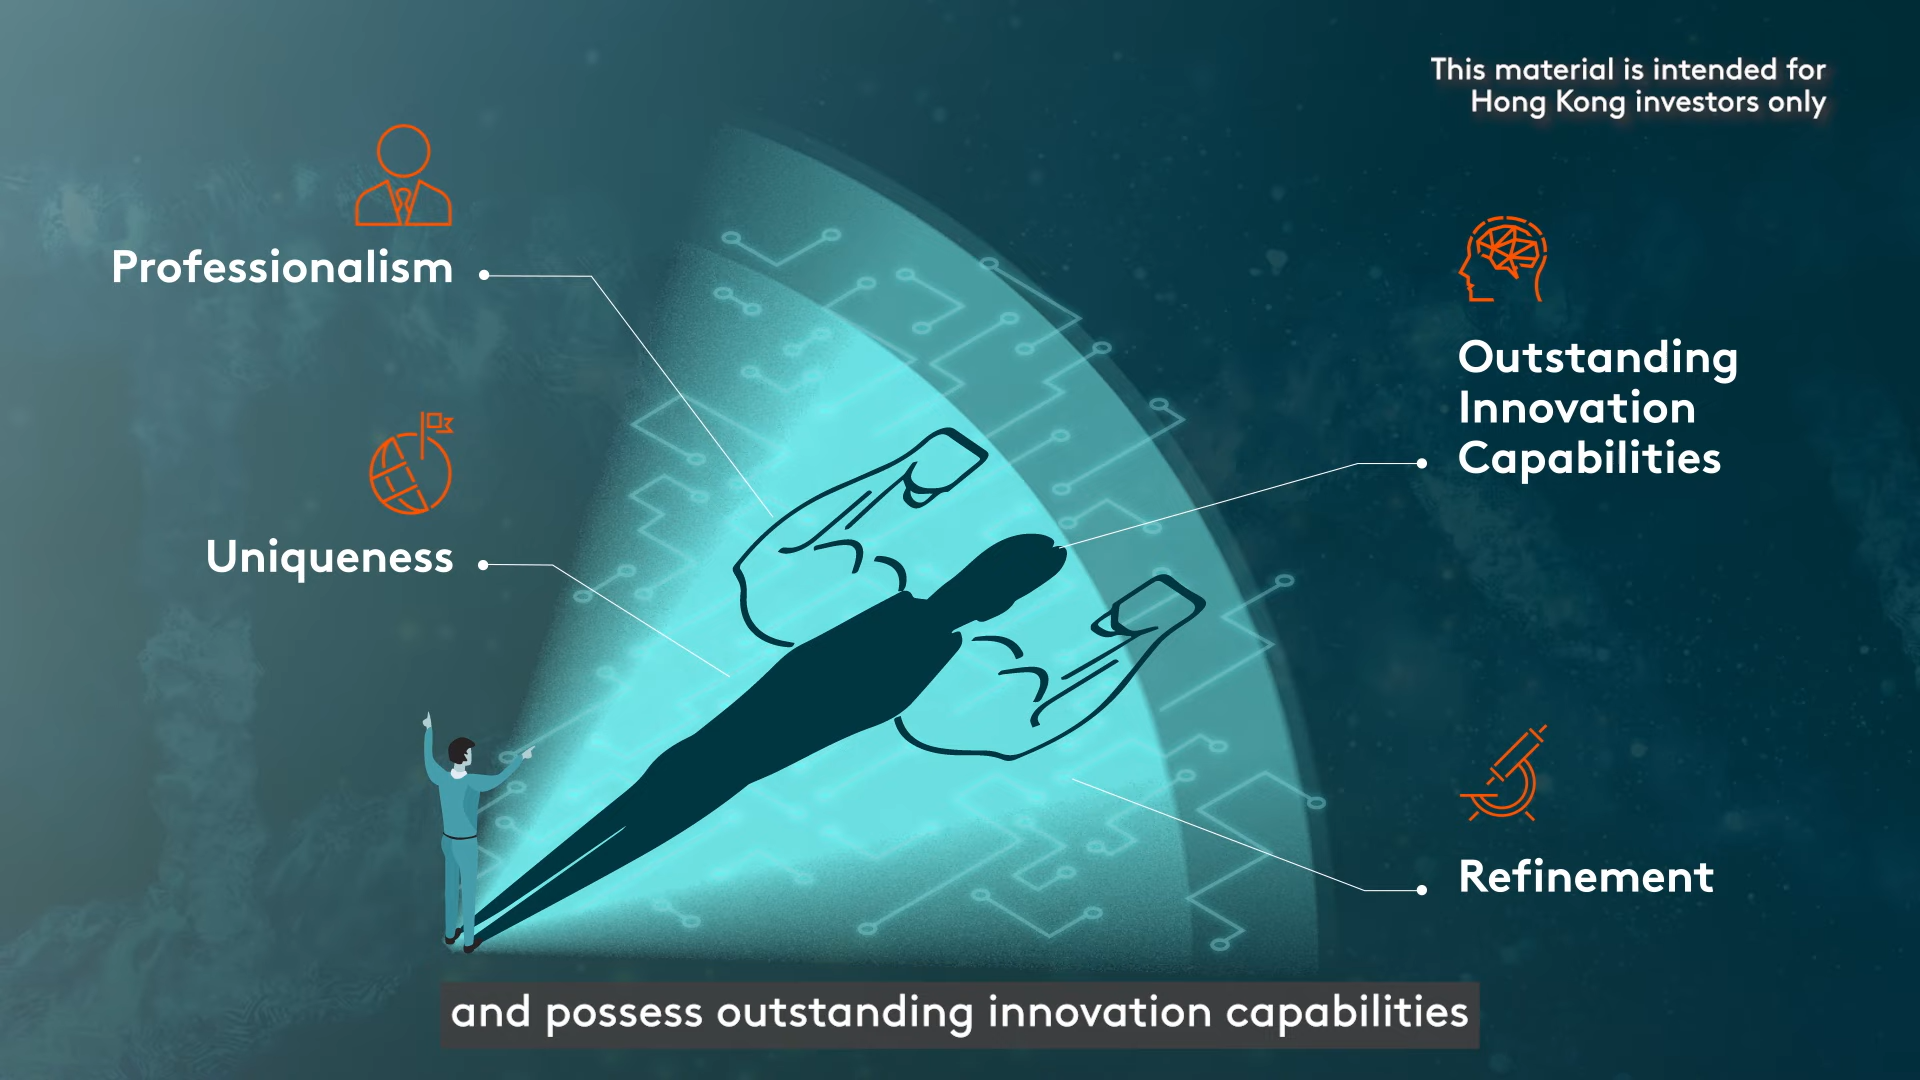 This material is intended for
Hong Kong investors only
Professionalism
Uniqueness
Outstanding
Innovation
Capabilities
Refinement
and possess outstanding innovation capabilities